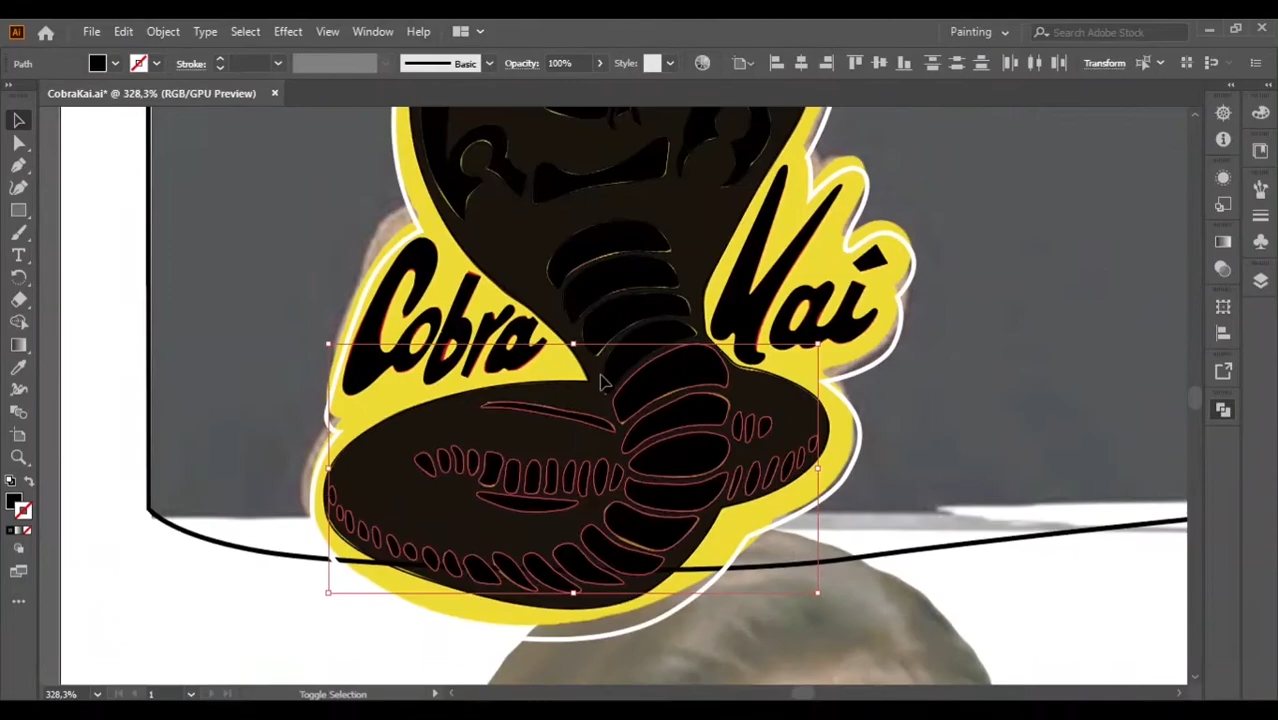 Ai File Edit Object Type Select Effect View Window Help Painting Search Adobe Stock
Path Stroke: Basic Opacity: 100% Style: Transform
CobraKai.ai* @ 328,3% (RGB/GPU Preview)
Cobra Kai
328,3% 1 Toggle Selection